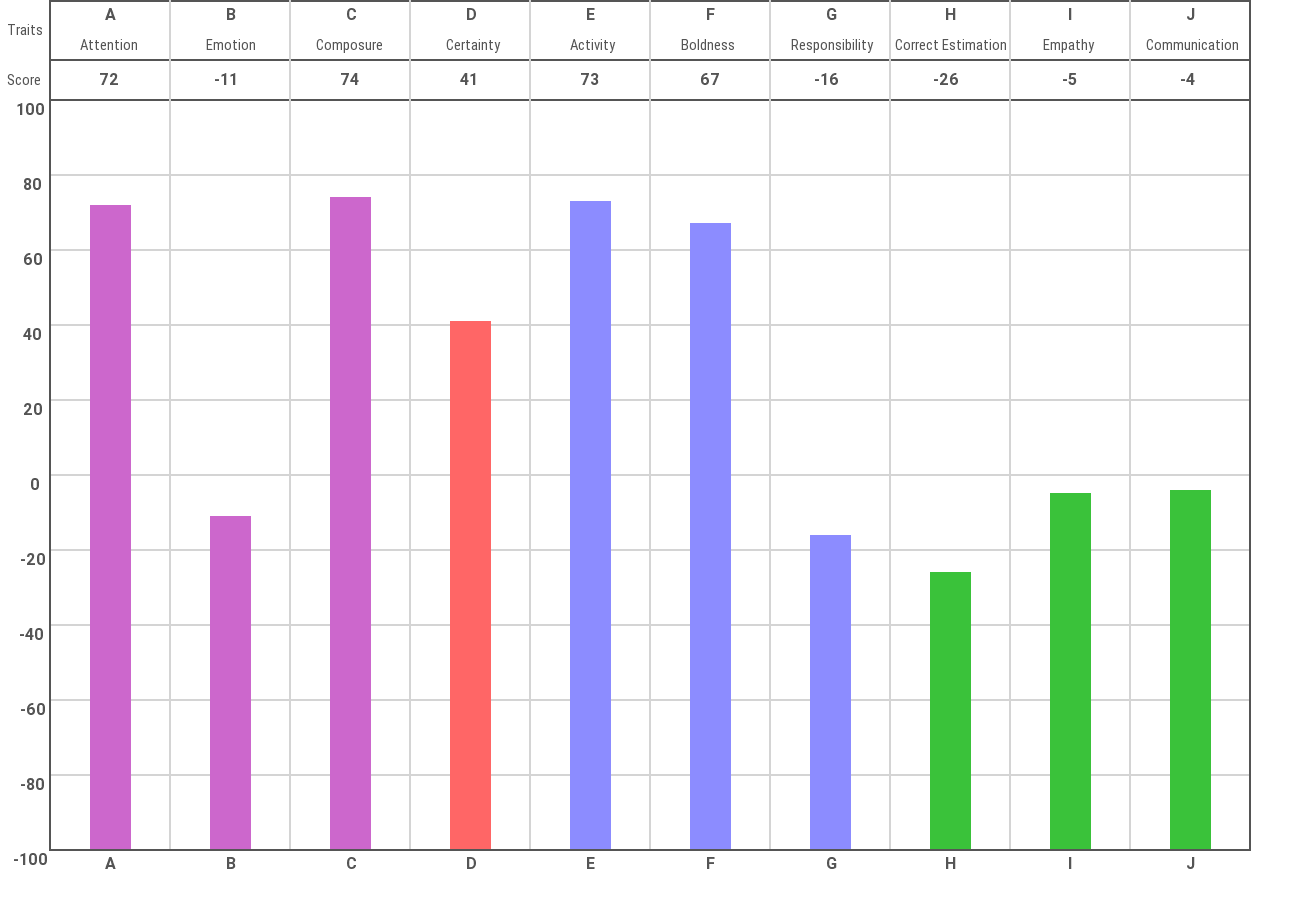 A B C D E F G H I J
Traits Attention Emotion Composure Certainty Activity Boldness Responsibility Correct Estimation Empathy Communication
Score 72 -11 74 41 73 67 -16 -26 -5 -4
100
80
60
40
20
0
-20
-40
-60
-80
-100
A B C D E F G H I J